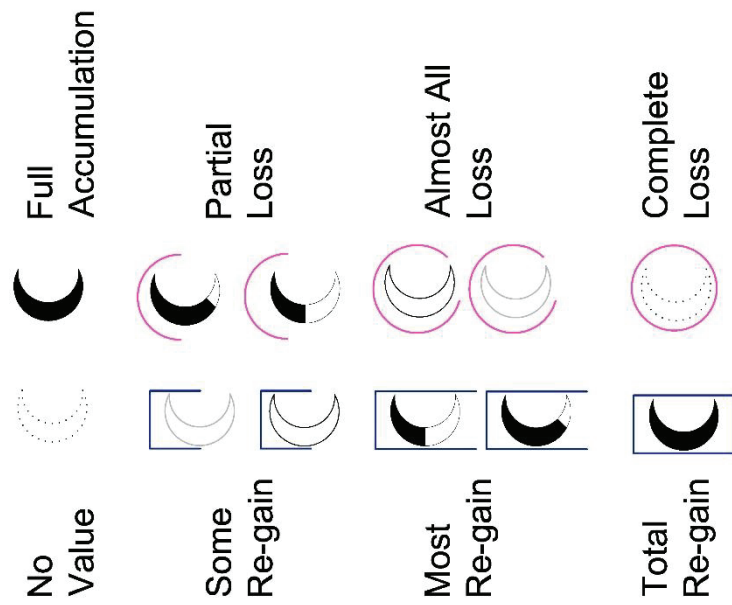 Full
Accumulation
Partial
Loss
Almost All
Loss
Complete
Loss
No
Value
Some
Re-gain
Most
Re-gain
Total
Re-gain